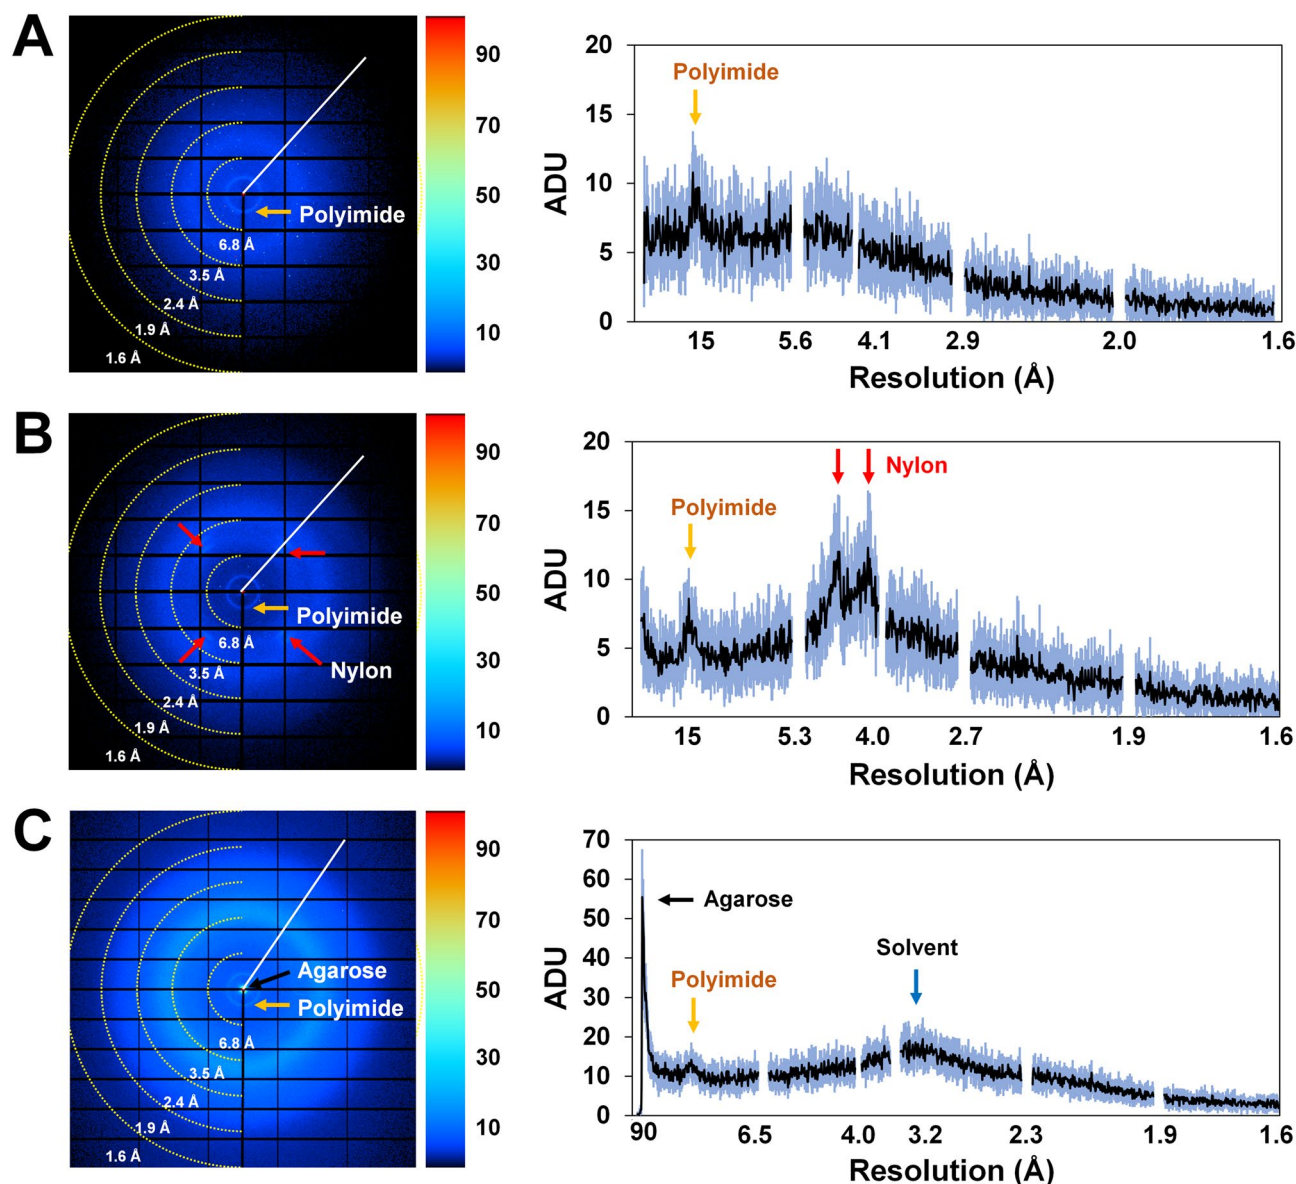 A
90
70
50
30
10
Polyimide
6.8 Å
3.5 Å
2.4 Å
1.9 Å
1.6 Å
20
15
10
5
0
ADU
Polyimide
15 5.6 4.1 2.9 2.0 1.6
Resolution (Å)
B
90
70
50
30
10
Polyimide
Nylon
6.8 Å
3.5 Å
2.4 Å
1.9 Å
1.6 Å
20
15
10
5
0
ADU
Nylon
Polyimide
15 5.3 4.0 2.7 1.9 1.6
Resolution (Å)
C
90
70
50
30
10
Agarose
Polyimide
6.8 Å
3.5 Å
2.4 Å
1.9 Å
1.6 Å
70
60
50
40
30
20
10
0
ADU
Agarose
Solvent
Polyimide
90 6.5 4.0 3.2 2.3 1.9 1.6
Resolution (Å)